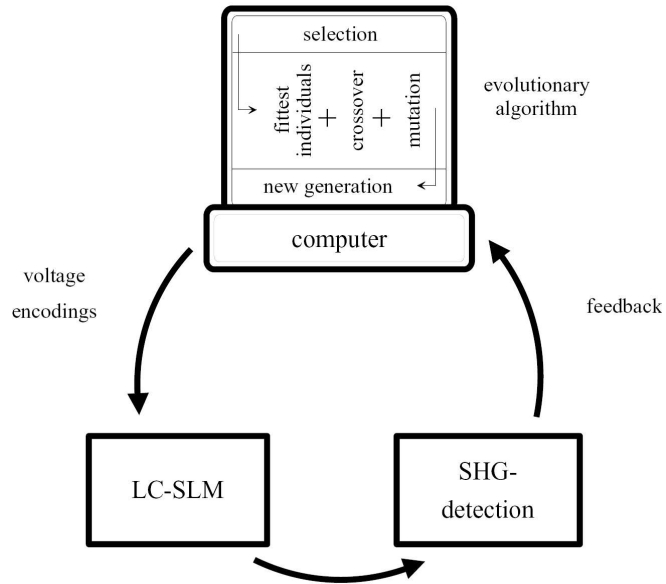 selection
fittest
individuals
+
crossover
+
mutation
new generation
computer
evolutionary
algorithm
voltage
encodings
feedback
LC-SLM
SHG-
detection